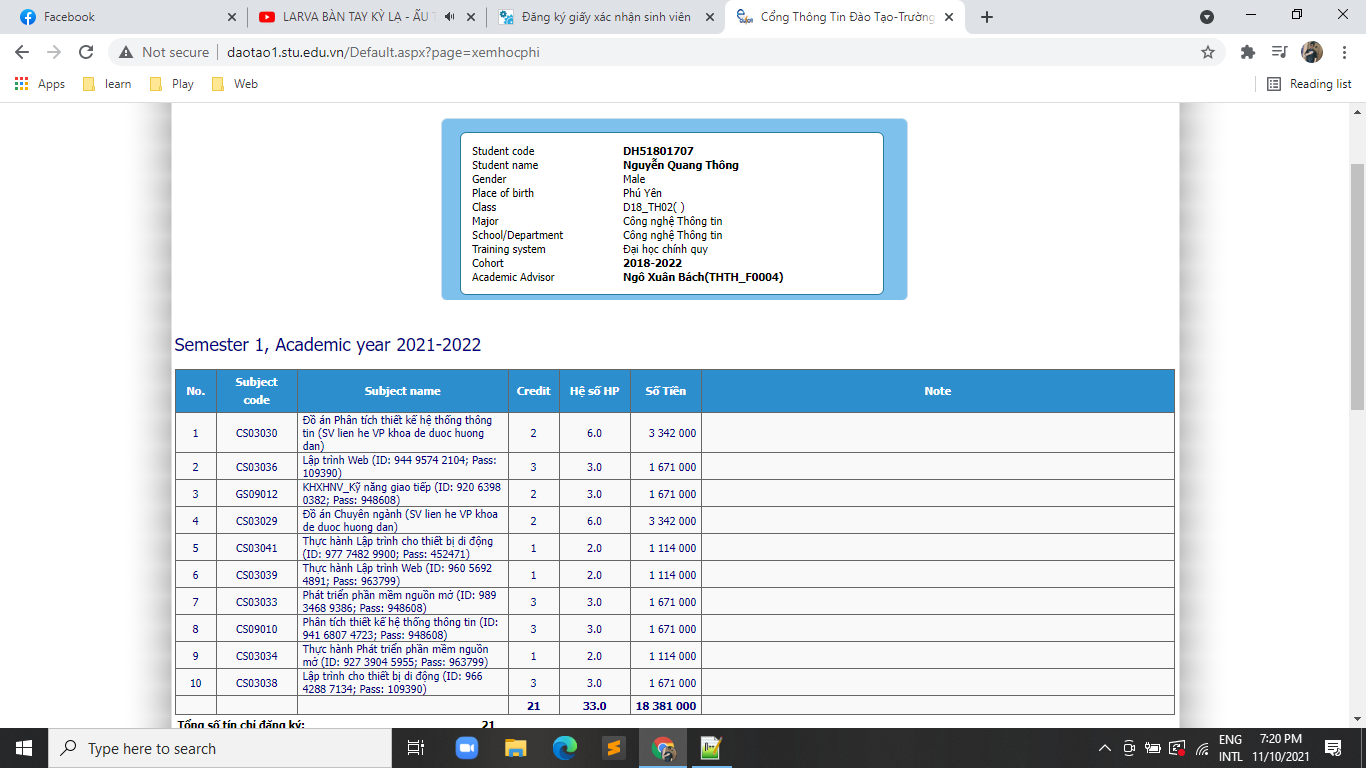 Facebook
LARVA BÀN TAY KỲ LẠ - ẤU T
Đăng ký giấy xác nhận sinh viên
Cổng Thông Tin Đào Tạo-Trường
Not secure
daotao1.stu.edu.vn/Default.aspx?page=xemhocphi
Apps
learn
Play
Web
Reading list
Student code DH51801707
Student name Nguyễn Quang Thông
Gender Male
Place of birth Phú Yên
Class D18_TH02( )
Major Công nghệ Thông tin
School/Department Công nghệ Thông tin
Training system Đại học chính quy
Cohort 2018-2022
Academic Advisor Ngô Xuân Bách(THTH_F0004)
Semester 1, Academic year 2021-2022
No.
Subject
code
Subject name
Credit
Hệ số HP
Số Tiền
Note
1
CS03030
Đồ án Phân tích thiết kế hệ thống thông
tin (SV lien he VP khoa de duoc huong
dan)
2
6.0
3 342 000
2
CS03036
Lập trình Web (ID: 944 9574 2104; Pass:
109390)
3
3.0
1 671 000
3
GS09012
KHXHNV_Kỹ năng giao tiếp (ID: 920 6398
0382; Pass: 948608)
2
3.0
1 671 000
4
CS03029
Đồ án Chuyên ngành (SV lien he VP khoa
de duoc huong dan)
2
6.0
3 342 000
5
CS03041
Thực hành Lập trình cho thiết bị di động
(ID: 977 7482 9900; Pass: 452471)
1
2.0
1 114 000
6
CS03039
Thực hành Lập trình Web (ID: 960 5692
4891; Pass: 963799)
1
2.0
1 114 000
7
CS03033
Phát triển phần mềm nguồn mở (ID: 989
3468 9386; Pass: 948608)
3
3.0
1 671 000
8
CS09010
Phân tích thiết kế hệ thống thông tin (ID:
941 6807 4723; Pass: 948608)
3
3.0
1 671 000
9
CS03034
Thực hành Phát triển phần mềm nguồn
mở (ID: 927 3904 5955; Pass: 963799)
1
2.0
1 114 000
10
CS03038
Lập trình cho thiết bị di động (ID: 966
4288 7134; Pass: 109390)
3
3.0
1 671 000
21
33.0
18 381 000
Tổng số tín chỉ đăng ký: 21
Type here to search
ENG
INTL
7:20 PM
11/10/2021